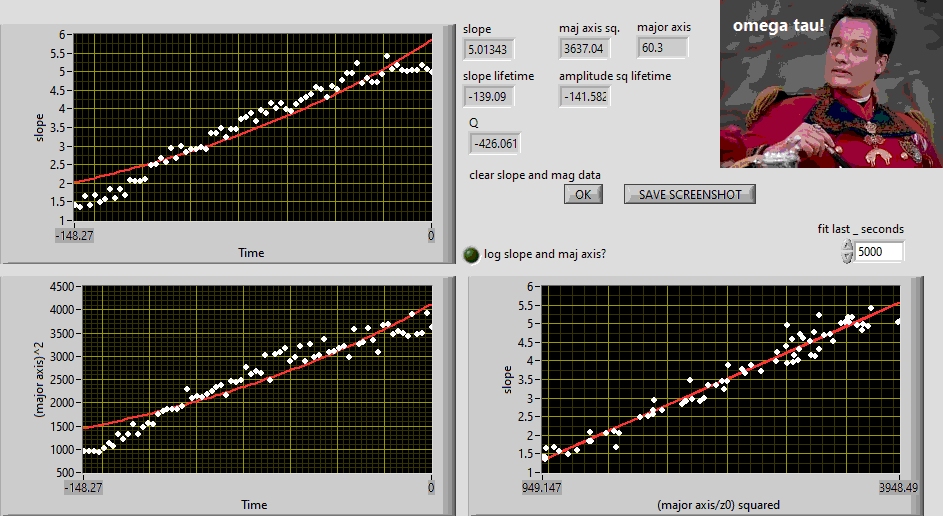 omega tau!
slope
maj axis sq.
major axis
5.01343
3637.04
60.3
slope lifetime
amplitude sq lifetime
-139.09
-141.582
Q
-426.061
clear slope and mag data
OK
SAVE SCREENSHOT
fit last _ seconds
5000
log slope and maj axis?
slope
6
5.5
5
4.5
4
3.5
3
2.5
2
1.5
1
-148.27
0
Time
(major axis)^2
4500
4000
3500
3000
2500
2000
1500
1000
500
-148.27
0
Time
slope
6
5.5
5
4.5
4
3.5
3
2.5
2
1.5
1
949.147
3948.49
(major axis/z0) squared